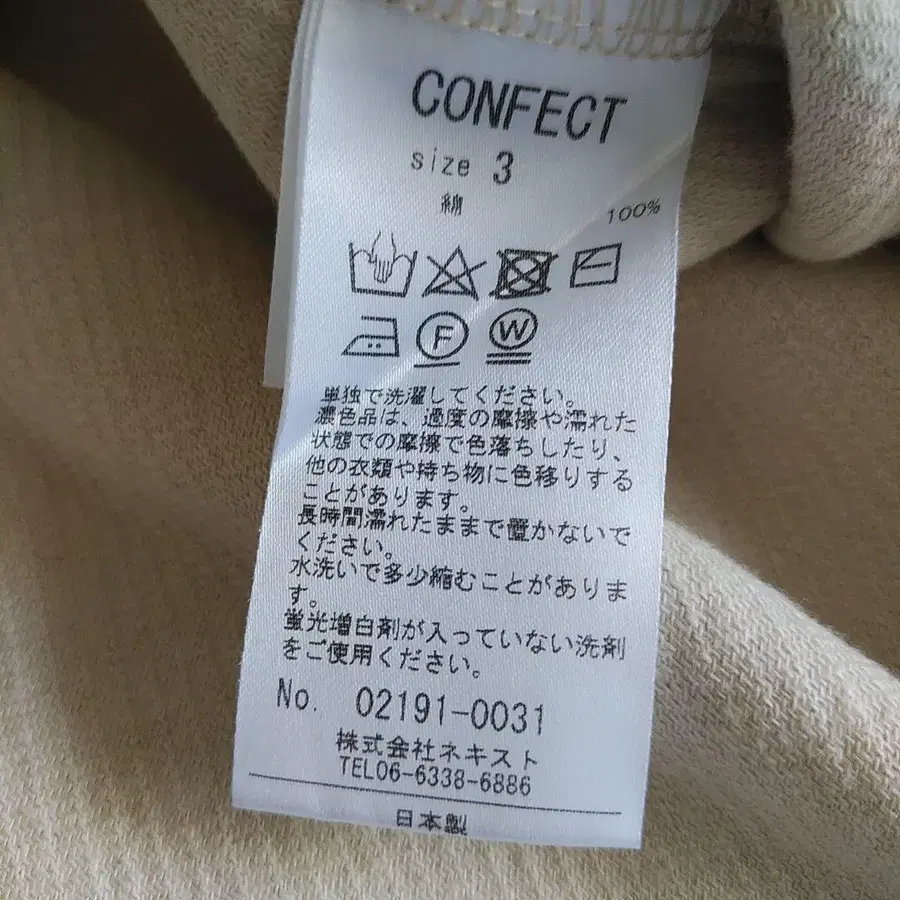 CONFECT
size 3
綿 100%
F W
単独で洗濯してください。
濃色品は、過度の摩擦や濡れた
状態での摩擦で色落ちしたり、
他の衣類や持ち物に色移りする
ことがあります。
長時間濡れたままで置かないで
ください。
水洗いで多少縮むことがありま
す。
蛍光増白剤が入っていない洗剤
をご使用ください。
No. 02191-0031
株式会社ネキスト
TEL06-6338-6886
日本製